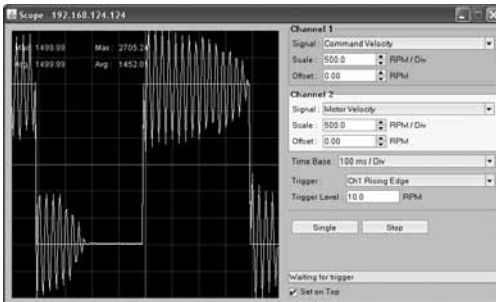 Scope 192.168.124.124
Max: 1499.99 Max: 2705.24
Avg: 1499.99 Avg: 1452.01
Channel 1
Signal: Command Velocity
Scale: 500.0 RPM / Div
Offset: 0.00 RPM
Channel 2
Signal: Motor Velocity
Scale: 500.0 RPM / Div
Offset: 0.00 RPM
Time Base: 100 ms / Div
Trigger: Ch1 Rising Edge
Trigger Level: 10.0 RPM
Single Stop
Waiting for trigger
Set on Top